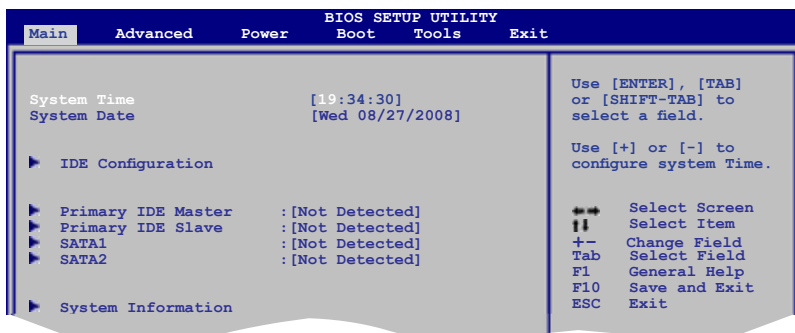 BIOS SETUP UTILITY
Main Advanced Power Boot Tools Exit
System Time [19:34:30]
System Date [Wed 08/27/2008]
IDE Configuration
Primary IDE Master :[Not Detected]
Primary IDE Slave :[Not Detected]
SATA1 :[Not Detected]
SATA2 :[Not Detected]
System Information
Use [ENTER], [TAB]
or [SHIFT-TAB] to
select a field.
Use [+] or [-] to
configure system Time.
←→ Select Screen
↑↓ Select Item
+- Change Field
Tab Select Field
F1 General Help
F10 Save and Exit
ESC Exit